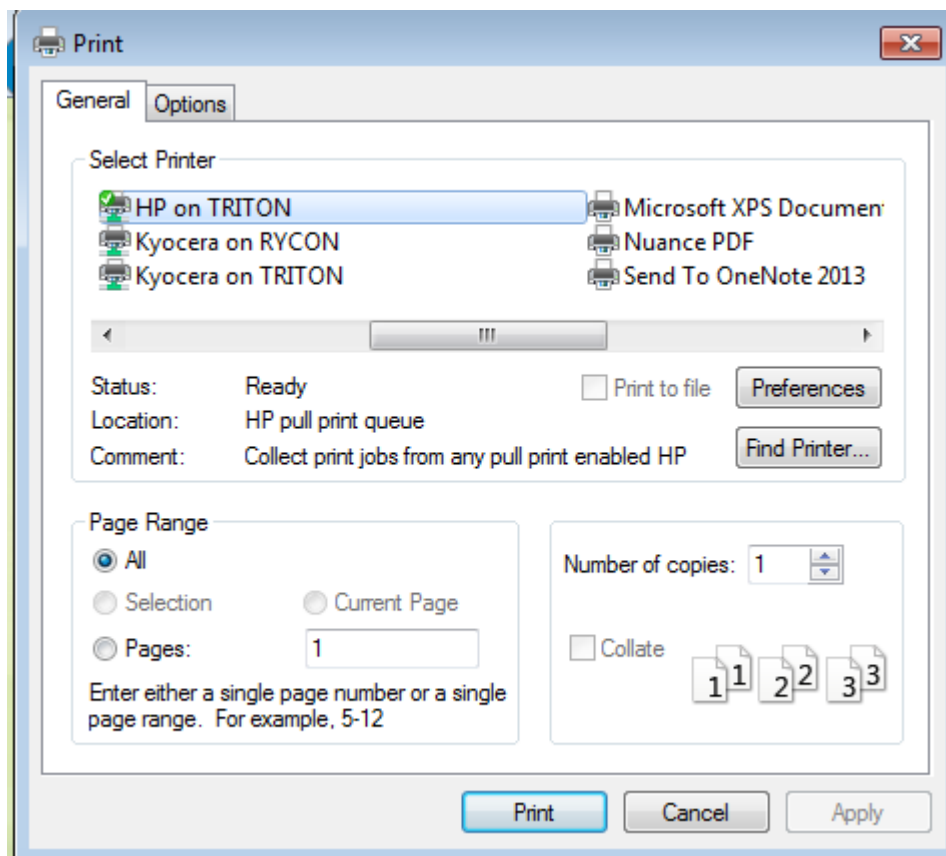 Print
General Options
Select Printer
HP on TRITON Microsoft XPS Documen
Kyocera on RYCON Nuance PDF
Kyocera on TRITON Send To OneNote 2013
Status: Ready Print to file Preferences
Location: HP pull print queue
Comment: Collect print jobs from any pull print enabled HP Find Printer...
Page Range
All Number of copies: 1
Selection Current Page
Pages: 1 Collate 1 1 2 2 3 3
Enter either a single page number or a single
page range. For example, 5-12
Print Cancel Apply